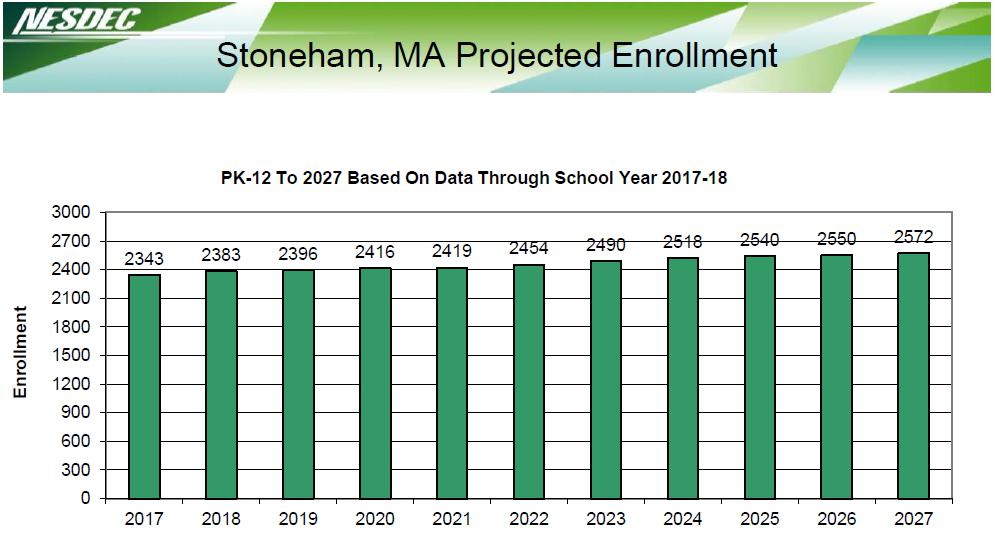 NESDEC
Stoneham, MA Projected Enrollment
PK-12 To 2027 Based On Data Through School Year 2017-18
3000
2700
2400
2100
1800
1500
1200
900
600
300
0
Enrollment
2343 2383 2396 2416 2419 2454 2490 2518 2540 2550 2572
2017 2018 2019 2020 2021 2022 2023 2024 2025 2026 2027